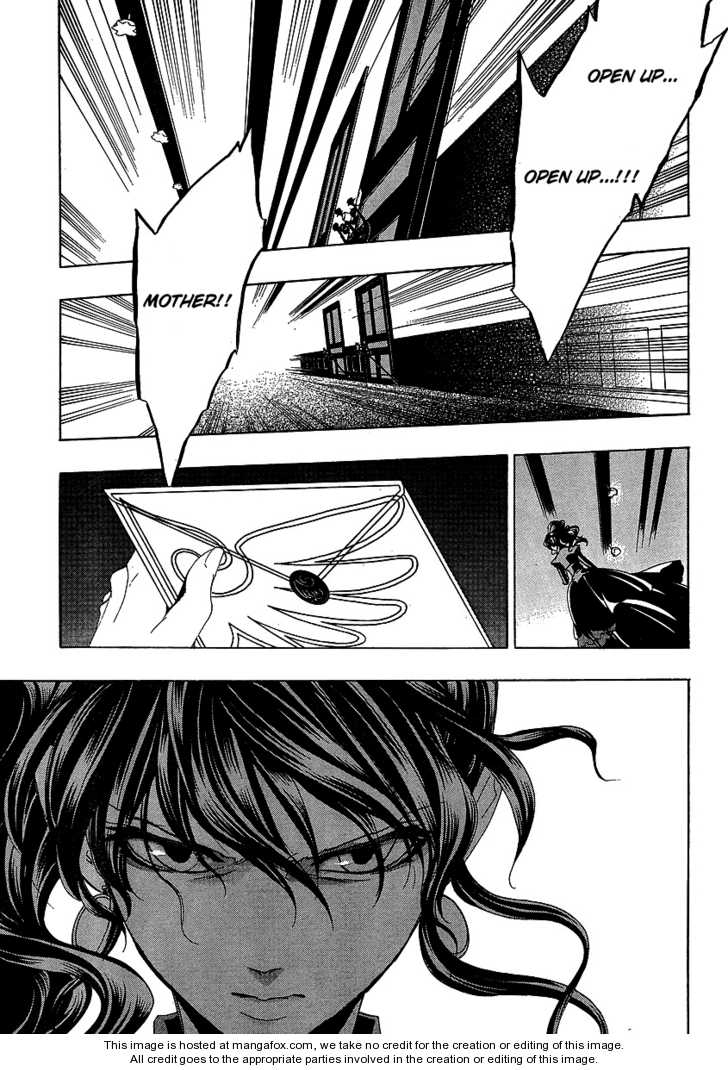 OPEN UP...
OPEN UP...!!!
MOTHER!!
This image is hosted at mangafox.com, we take no credit for the creation or editing of this image.
All credit goes to the appropriate parties involved in the creation or editing of this image.